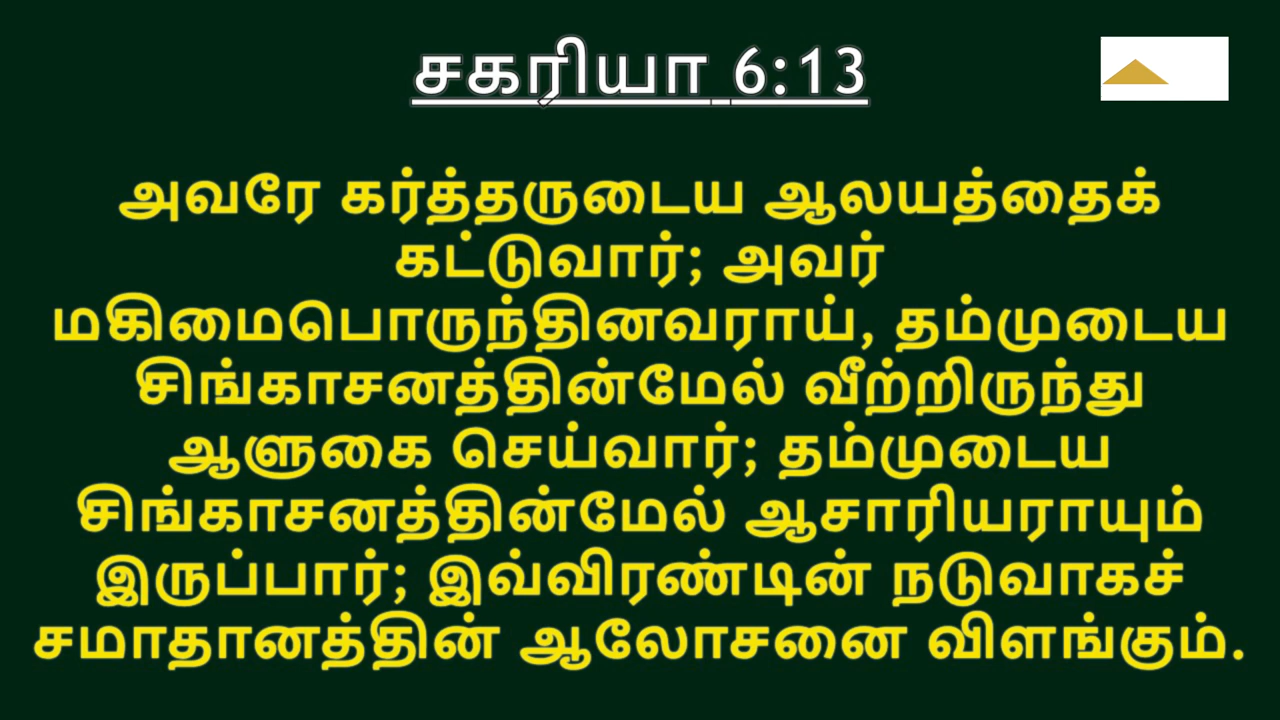 சகரியா 6:13
அவரே கர்த்தருடைய ஆலயத்தைக்
கட்டுவார்; அவர்
மகிமைபொருந்தினவராய், தம்முடைய
சிங்காசனத்தின்மேல் வீற்றிருந்து
ஆளுகை செய்வார்; தம்முடைய
சிங்காசனத்தின்மேல் ஆசாரியராயும்
இருப்பார்; இவ்விரண்டின் நடுவாகச்
சமாதானத்தின் ஆலோசனை விளங்கும்.